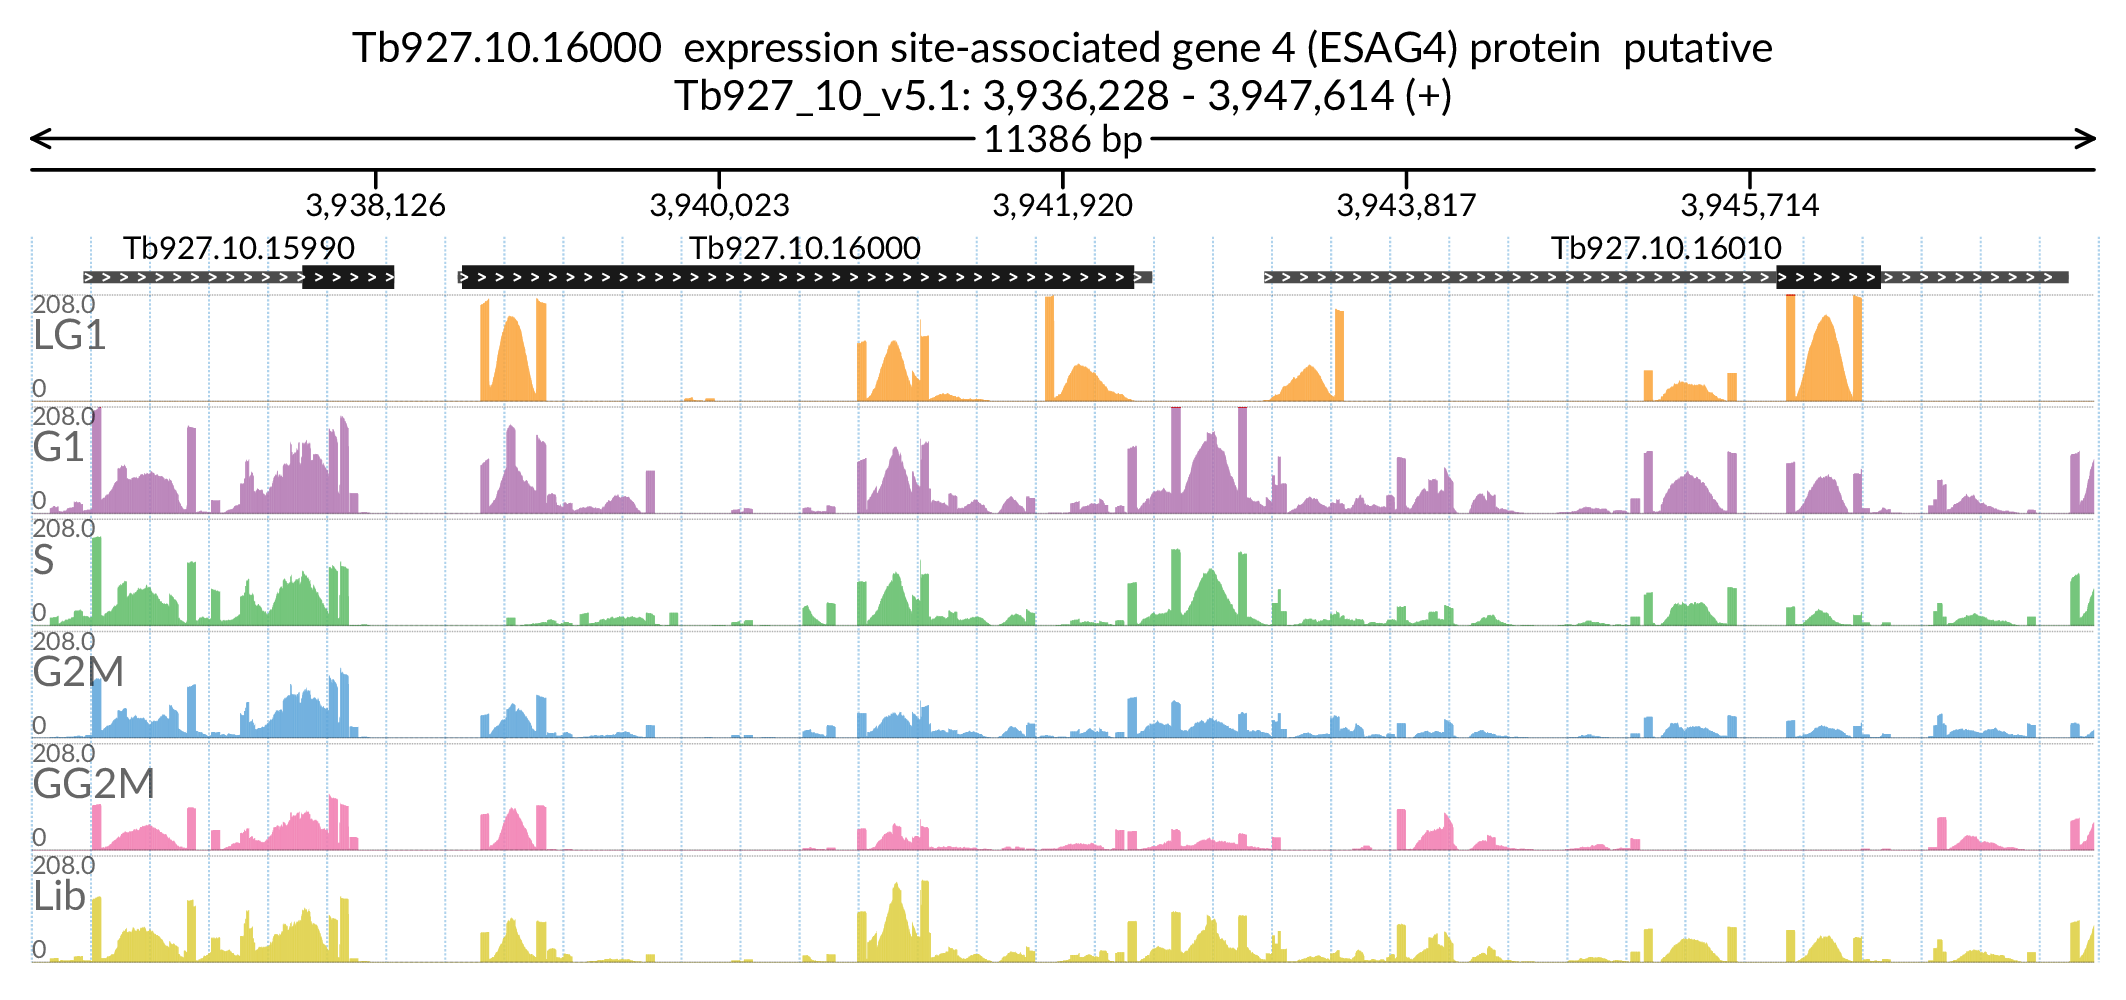 Tb927.10.16000  expression site-associated gene 4 (ESAG4) protein  putative
Tb927_10_v5.1: 3,936,228 - 3,947,614 (+)
11386 bp
3,938,126 3,940,023 3,941,920 3,943,817 3,945,714
Tb927.10.15990 Tb927.10.16000 Tb927.10.16010
208.0
LG1
0
208.0
G1
0
208.0
S
0
208.0
G2M
0
208.0
GG2M
0
208.0
Lib
0